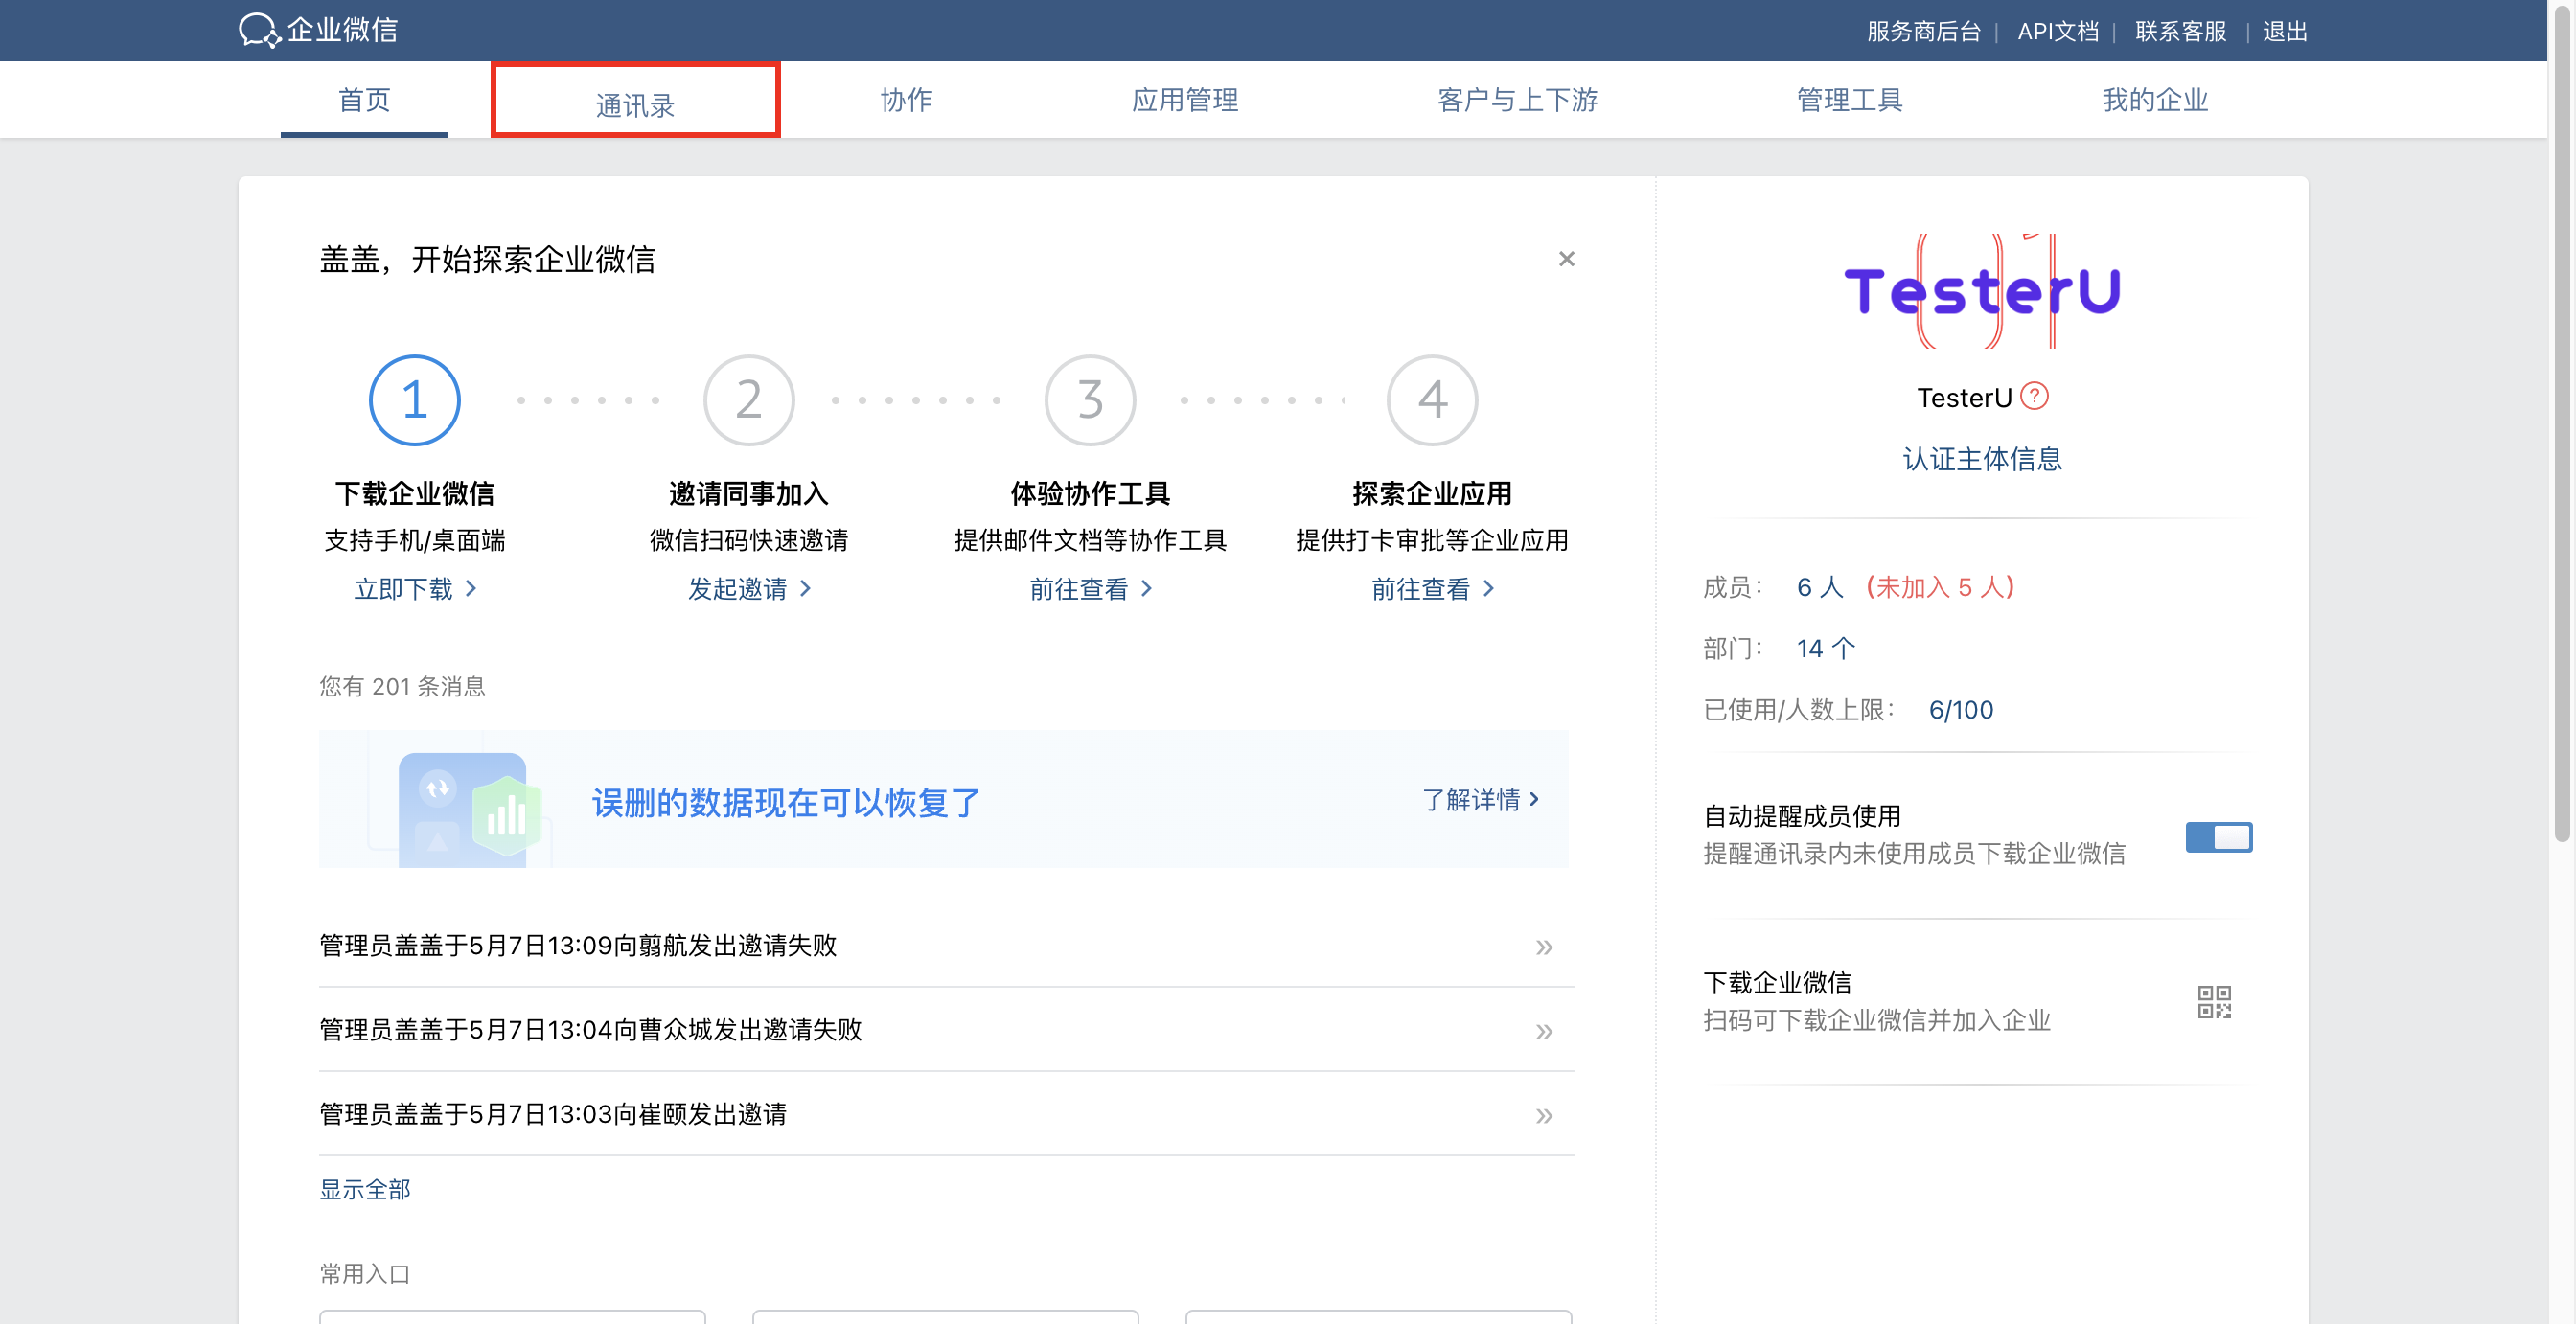 企业微信
服务商后台 | API文档 | 联系客服 | 退出
首页 通讯录 协作 应用管理 客户与上下游 管理工具 我的企业
盖盖，开始探索企业微信
×
1 2 3 4
下载企业微信 邀请同事加入 体验协作工具 探索企业应用
支持手机/桌面端 微信扫码快速邀请 提供邮件文档等协作工具 提供打卡审批等企业应用
立即下载 发起邀请 前往查看 前往查看
您有 201 条消息
误删的数据现在可以恢复了
了解详情
管理员盖盖于5月7日13:09向翦航发出邀请失败
管理员盖盖于5月7日13:04向曹众城发出邀请失败
管理员盖盖于5月7日13:03向崔颐发出邀请
显示全部
常用入口
TesterU
TesterU
认证主体信息
成员： 6 人 (未加入 5 人)
部门： 14 个
已使用/人数上限： 6/100
自动提醒成员使用
提醒通讯录内未使用成员下载企业微信
下载企业微信
扫码可下载企业微信并加入企业